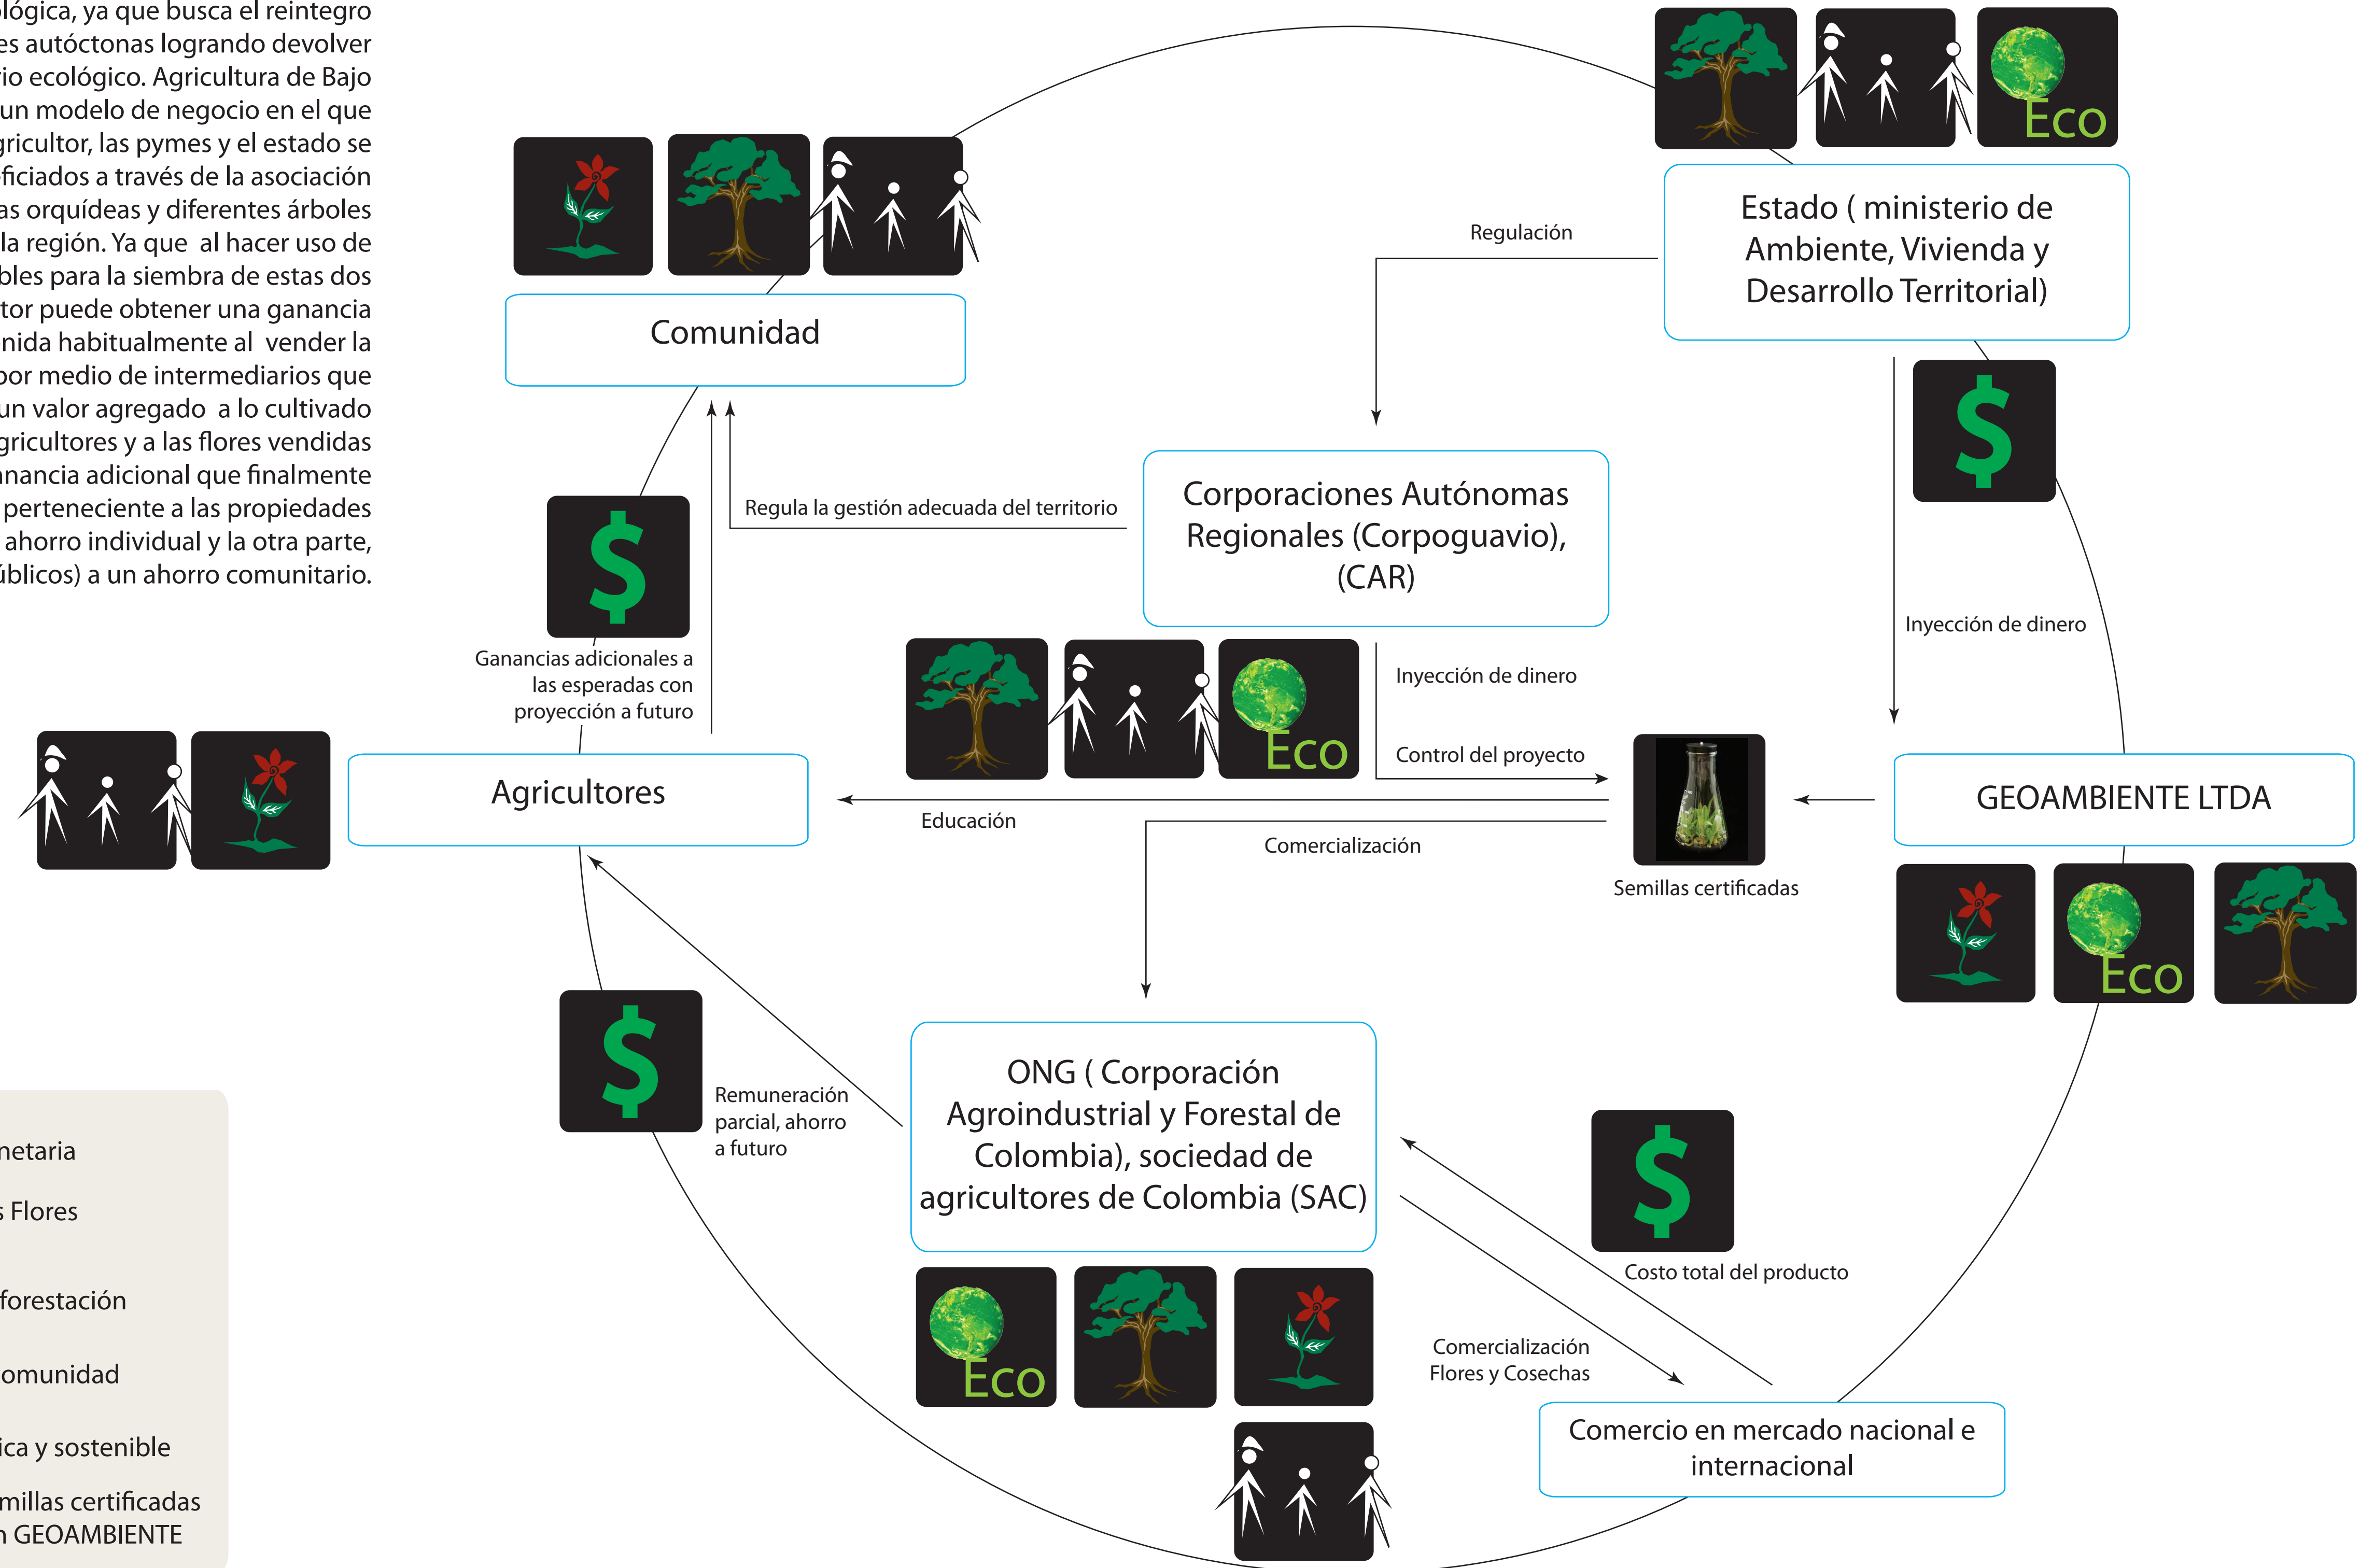 ológica, ya que busca el reintegro
es autóctonas logrando devolver
rio ecológico. Agricultura de Bajo
un modelo de negocio en el que
gricultor, las pymes y el estado se
eficiados a través de la asociación
as orquídeas y diferentes árboles
la región. Ya que al hacer uso de
bles para la siembra de estas dos
tor puede obtener una ganancia
nida habitualmente al vender la
por medio de intermediarios que
un valor agregado a lo cultivado
gricultores y a las flores vendidas
anancia adicional que finalmente
perteneciente a las propiedades
ahorro individual y la otra parte,
úblicos) a un ahorro comunitario.
Eco
Estado ( ministerio de
Ambiente, Vivienda y
Desarrollo Territorial)
Regulación
Comunidad
$
Corporaciones Autónomas
Regionales (Corpoguavio),
(CAR)
Regula la gestión adecuada del territorio
$
Inyección de dinero
Ganancias adicionales a
las esperadas con
proyección a futuro
Eco
Inyección de dinero
Control del proyecto
Agricultores
GEOAMBIENTE LTDA
Educación
Comercialización
Semillas certificadas
Eco
$
Remuneración
parcial, ahorro
a futuro
ONG ( Corporación
Agroindustrial y Forestal de
Colombia), sociedad de
agricultores de Colombia (SAC)
$
Costo total del producto
Eco
Comercialización
Flores y Cosechas
Comercio en mercado nacional e
internacional
netaria
s Flores
forestación
omunidad
ica y sostenible
millas certificadas
n GEOAMBIENTE